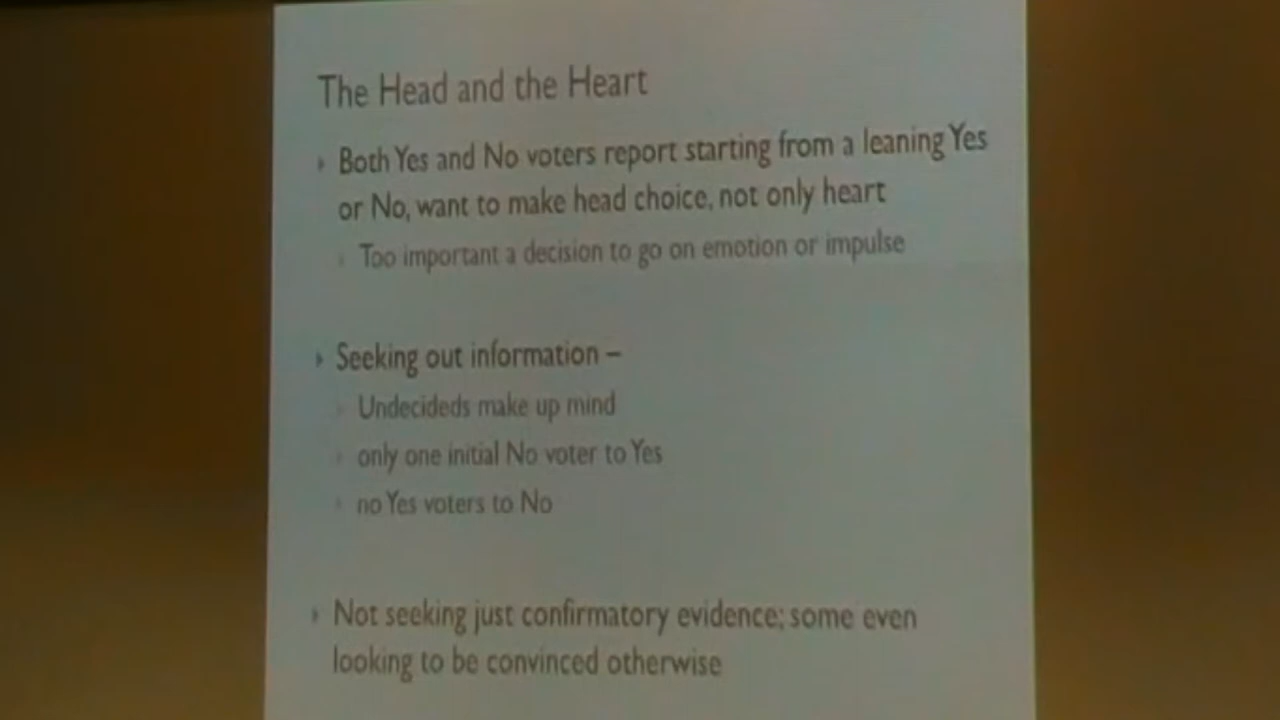 The Head and the Heart
Both Yes and No voters report starting from a leaning Yes
or No, want to make head choice, not only heart
Too important a decision to go on emotion or impulse
Seeking out information –
Undecideds make up mind
only one initial No voter to Yes
no Yes voters to No
Not seeking just confirmatory evidence; some even
looking to be convinced otherwise